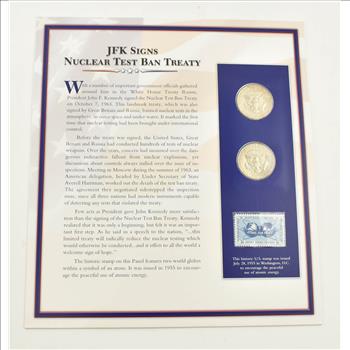 JFK Signs
Nuclear Test Ban Treaty
With a number of important government officials gathered
around him in the White House Treaty Room,
President John F. Kennedy signed the Nuclear Test Ban Treaty
on October 7, 1963. This landmark treaty, which was also
signed by Great Britain and Russia, banned nuclear tests in the
atmosphere, in outer space and under water. It marked the first
time that nuclear testing had been brought under international
control.
Before the treaty was signed, the United States, Great
Britain and Russia had conducted hundreds of tests of nuclear
weapons. Over the years, concern had mounted over the dan-
gerous radioactive fallout from nuclear explosions, yet
discussions about controls always stalled over the issue of in-
spections. Meeting in Moscow during the summer of 1963, an
American delegation, headed by Under Secretary of State
Averell Harriman, worked out the details of the test ban treaty.
The agreement they negotiated sidestepped the inspection
issue, since all three nations had modern instruments capable
of detecting any tests that violated the treaty.
Few acts as President gave John Kennedy more satisfac-
tion than the signing of the Nuclear Test Ban Treaty. Kennedy
realized that it was only a beginning, but felt it was an impor-
tant first step. As he said in a speech to the nation, "...this
limited treaty will radically reduce the nuclear testing which
would otherwise be conducted, ...and it offers to all the world a
welcome sign of hope."
The historic stamp on this Panel features two world globes
within a symbol of an atom. It was issued in 1955 to encourage
the peaceful use of atomic energy.
This historic U.S. stamp was issued
July 28, 1955 in Washington, D.C.
to encourage the peaceful
use of atomic energy.